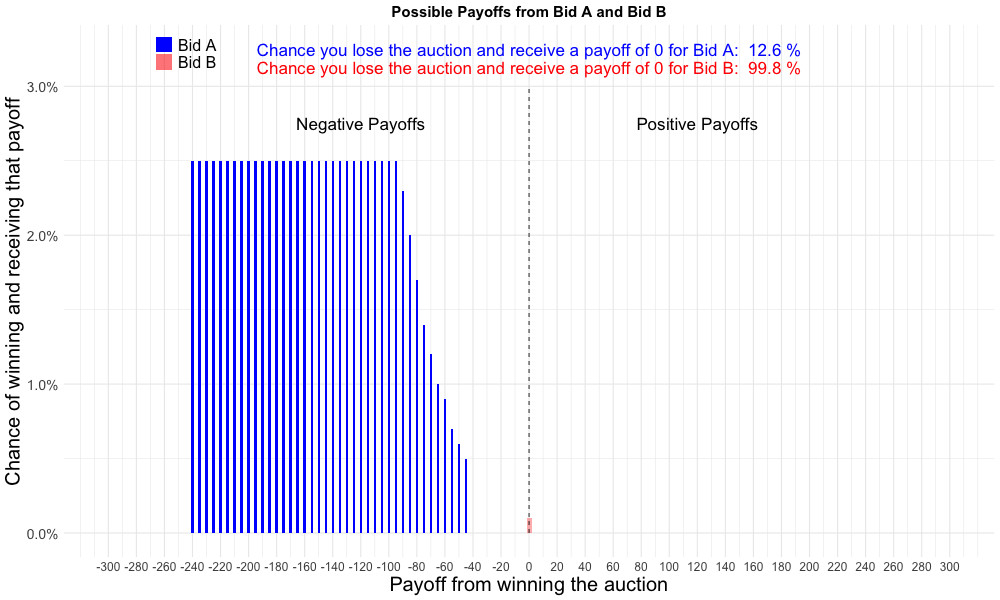 Possible Payoffs from Bid A and Bid B
Bid A
Bid B
Chance you lose the auction and receive a payoff of 0 for Bid A: 12.6 %
Chance you lose the auction and receive a payoff of 0 for Bid B: 99.8 %
Negative Payoffs
Positive Payoffs
Chance of winning and receiving that payoff
3.0%
2.0%
1.0%
0.0%
-300 -280 -260 -240 -220 -200 -180 -160 -140 -120 -100 -80 -60 -40 -20 0 20 40 60 80 100 120 140 160 180 200 220 240 260 280 300
Payoff from winning the auction